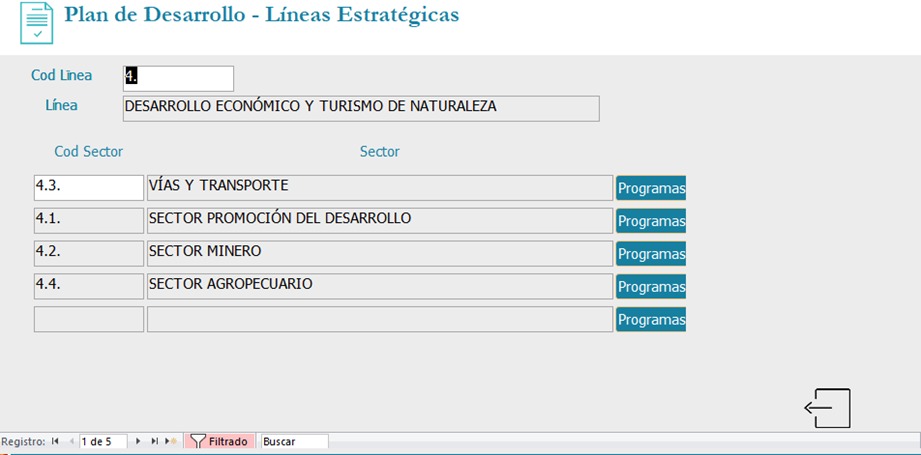 Plan de Desarrollo - Líneas Estratégicas
Cod Línea 4.
Línea DESARROLLO ECONÓMICO Y TURISMO DE NATURALEZA
Cod Sector Sector
4.3. VÍAS Y TRANSPORTE Programas
4.1. SECTOR PROMOCIÓN DEL DESARROLLO Programas
4.2. SECTOR MINERO Programas
4.4. SECTOR AGROPECUARIO Programas
Programas
Registro: 1 de 5 Filtrado Buscar